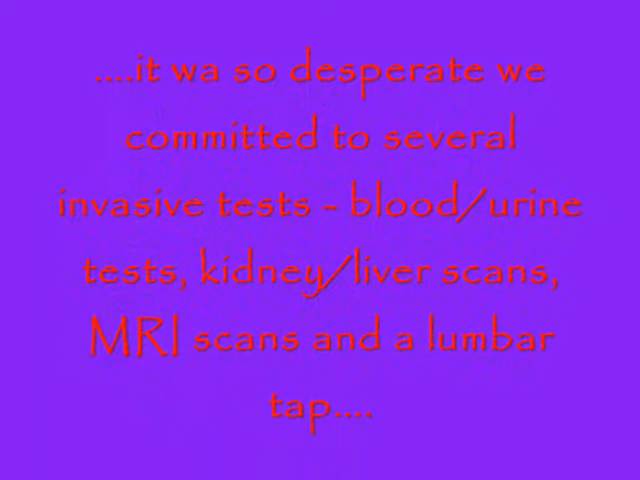 ....it wa so desperate we
committed to several
invasive tests - blood/urine
tests, kidney/liver scans,
MRI scans and a lumbar
tap....